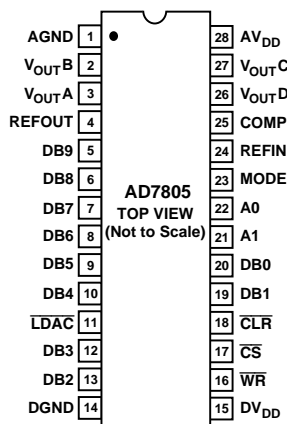 AGND 1 28 AVDD
VOUTB 2 27 VOUTC
VOUTA 3 26 VOUTD
REFOUT 4 25 COMP
DB9 5 24 REFIN
DB8 6 23 MODE
DB7 7 22 A0
DB6 8 21 A1
DB5 9 20 DB0
DB4 10 19 DB1
LDAC 11 18 CLR
DB3 12 17 CS
DB2 13 16 WR
DGND 14 15 DVDD
AD7805
TOP VIEW
(Not to Scale)